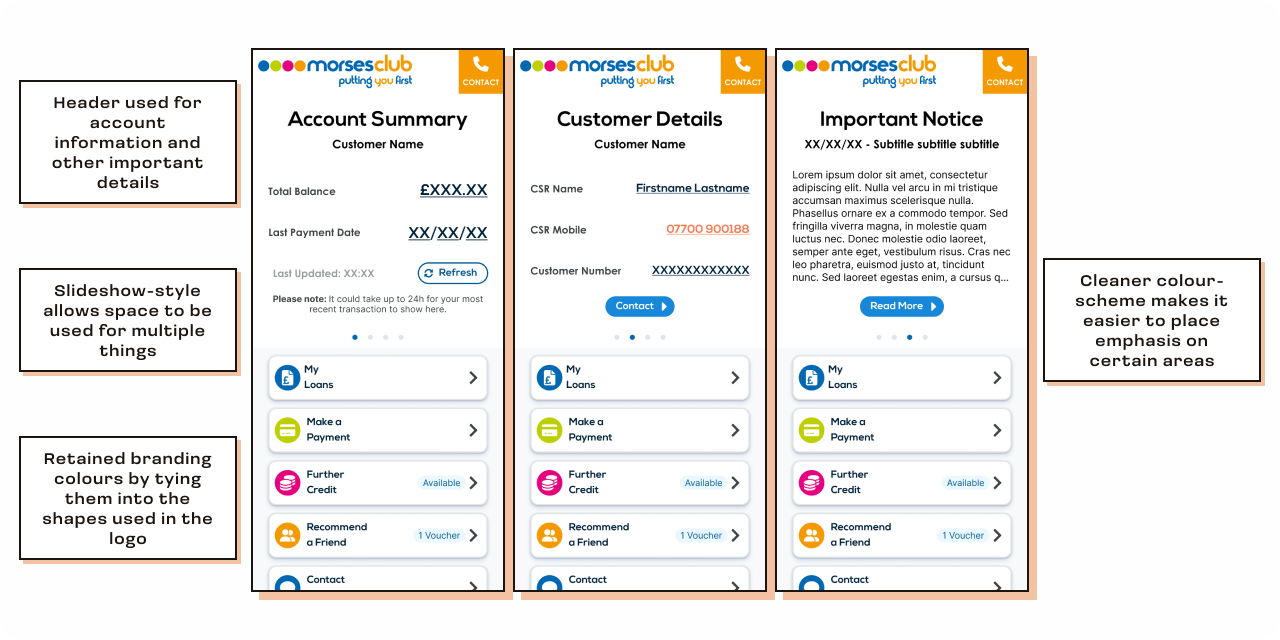 Header used for
account
information and
other important
details
Slideshow-style
allows space to be
used for multiple
things
Retained branding
colours by tying
them into the
shapes used in the
logo
morsesclub
putting you first
CONTACT
Account Summary
Customer Name
Total Balance £XXX.XX
Last Payment Date XX/XX/XX
Last Updated: XX:XX Refresh
Please note: It could take up to 24h for your most
recent transaction to show here.
My
Loans
Make a
Payment
Further
Credit
Available
Recommend
a Friend
1 Voucher
Contact
morsesclub
putting you first
CONTACT
Customer Details
Customer Name
CSR Name Firstname Lastname
CSR Mobile 07700 900188
Customer Number XXXXXXXXXXXX
Contact
My
Loans
Make a
Payment
Further
Credit
Available
Recommend
a Friend
1 Voucher
Contact
morsesclub
putting you first
CONTACT
Important Notice
XX/XX/XX - Subtitle subtitle subtitle
Lorem ipsum dolor sit amet, consectetur
adipiscing elit. Nulla vel arcu in mi tristique
accumsan maximus scelerisque nulla.
Phasellus ornare ex a commodo tempor. Sed
fringilla viverra magna, in molestie quam
luctus nec. Donec molestie odio laoreet,
semper ante eget, vestibulum risus. Cras nec
leo pharetra, euismod justo at, tincidunt
nunc. Sed laoreet egestas enim, a cursus q...
Read More
My
Loans
Make a
Payment
Further
Credit
Available
Recommend
a Friend
1 Voucher
Contact
Cleaner colour-
scheme makes it
easier to place
emphasis on
certain areas